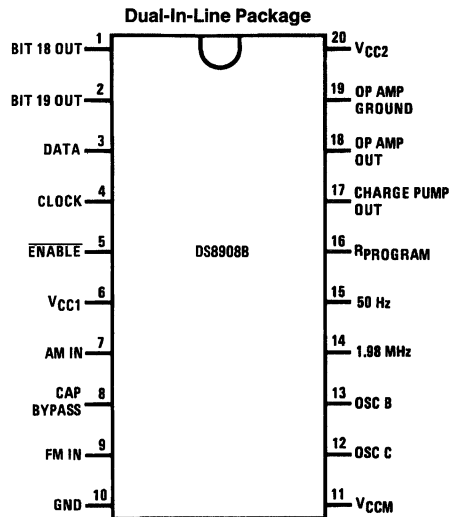 Dual-In-Line Package
BIT 18 OUT 1
20 VCC2
BIT 19 OUT 2
19 OP AMP
GROUND
DATA 3
18 OP AMP
OUT
CLOCK 4
17 CHARGE PUMP
OUT
ENABLE 5
DS8908B
16 RPROGRAM
VCC1 6
15 50 Hz
AM IN 7
14 1.98 MHz
CAP
BYPASS 8
13 OSC B
FM IN 9
12 OSC C
GND 10
11 VCCM